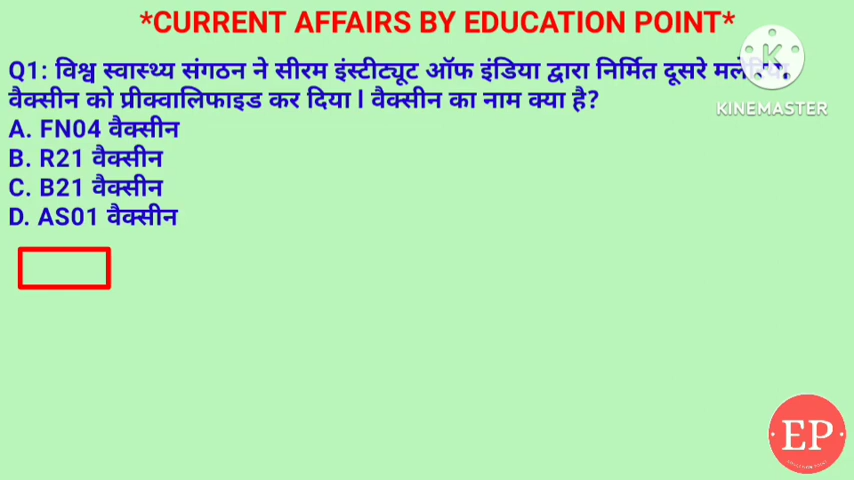 *CURRENT AFFAIRS BY EDUCATION POINT*
Q1: विश्व स्वास्थ्य संगठन ने सीरम इंस्टीट्यूट ऑफ इंडिया द्वारा निर्मित दूसरे
वैक्सीन को प्रीक्वालिफाइड कर दिया l वैक्सीन का नाम क्या है?
A. FN04 वैक्सीन
B. R21 वैक्सीन
C. B21 वैक्सीन
D. AS01 वैक्सीन
K
KINEMASTER
EP